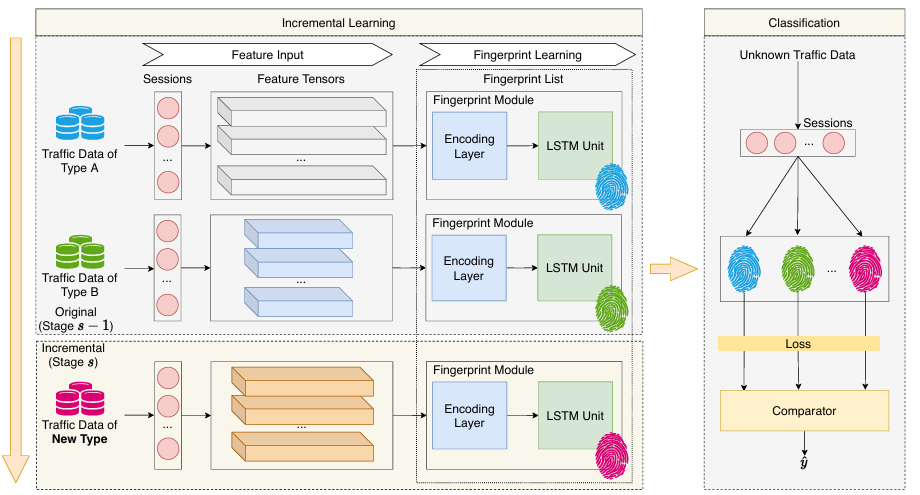 Incremental Learning
Classification
Feature Input
Fingerprint Learning
Sessions
Feature Tensors
Fingerprint List
Traffic Data of
Type A
...
...
Fingerprint Module
Encoding
Layer
LSTM Unit
Traffic Data of
Type B
...
...
Fingerprint Module
Encoding
Layer
LSTM Unit
Original
(Stage s − 1)
Incremental
(Stage s)
Traffic Data of
New Type
...
...
Fingerprint Module
Encoding
Layer
LSTM Unit
Unknown Traffic Data
Sessions
...
...
Loss
Comparator
ŷ